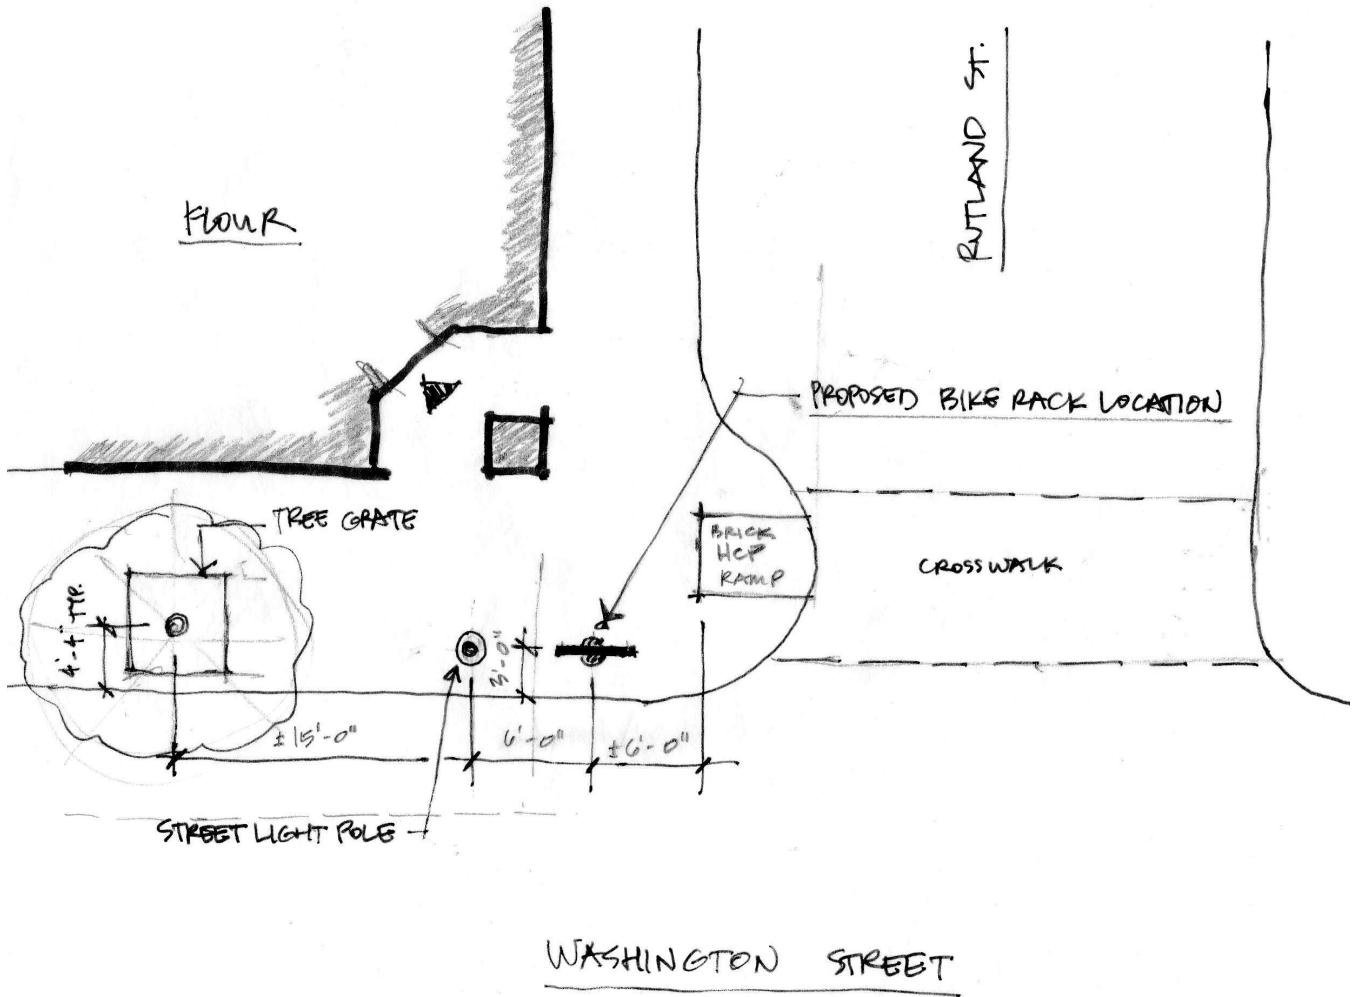 RUTLAND ST.
FLOUR
PROPOSED BIKE RACK LOCATION
TREE GRATE
BRICK
HCP
RAMP
CROSSWALK
4'-4" TYP.
3'-0"
±15'-0"
6'-0"
±6'-0"
STREET LIGHT POLE
WASHINGTON STREET